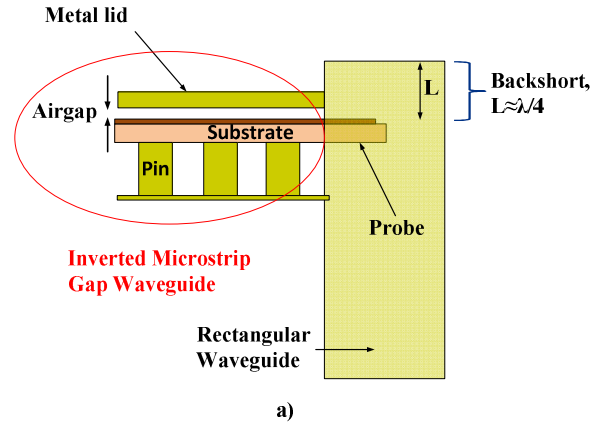 Metal lid
Airgap
Substrate
Pin
L
Backshort,
L≈λ/4
Probe
Inverted Microstrip
Gap Waveguide
Rectangular
Waveguide
a)